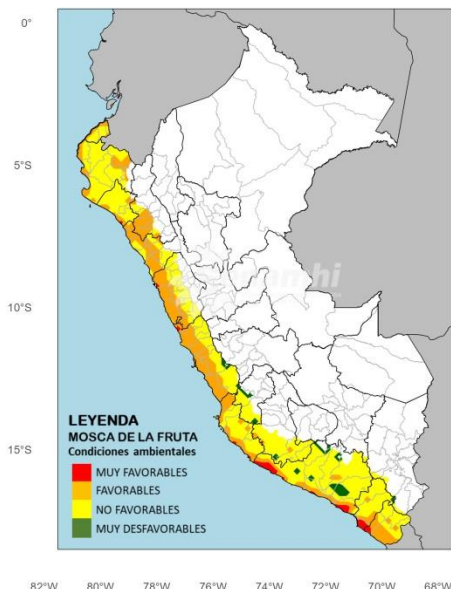 0°
5°S
10°S
15°S
senamhi
LEYENDA
MOSCA DE LA FRUTA
Condiciones ambientales
MUY FAVORABLES
FAVORABLES
NO FAVORABLES
MUY DESFAVORABLES
82°W 80°W 78°W 76°W 74°W 72°W 70°W 68°W